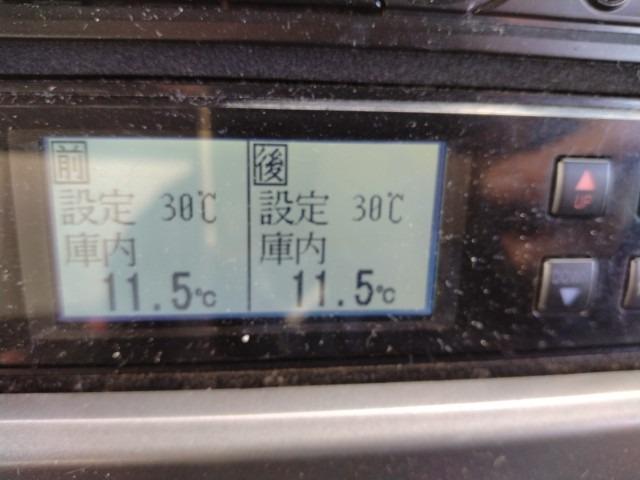 前
設定 30℃
庫内
11.5℃
後
設定 30℃
庫内
11.5℃
UP